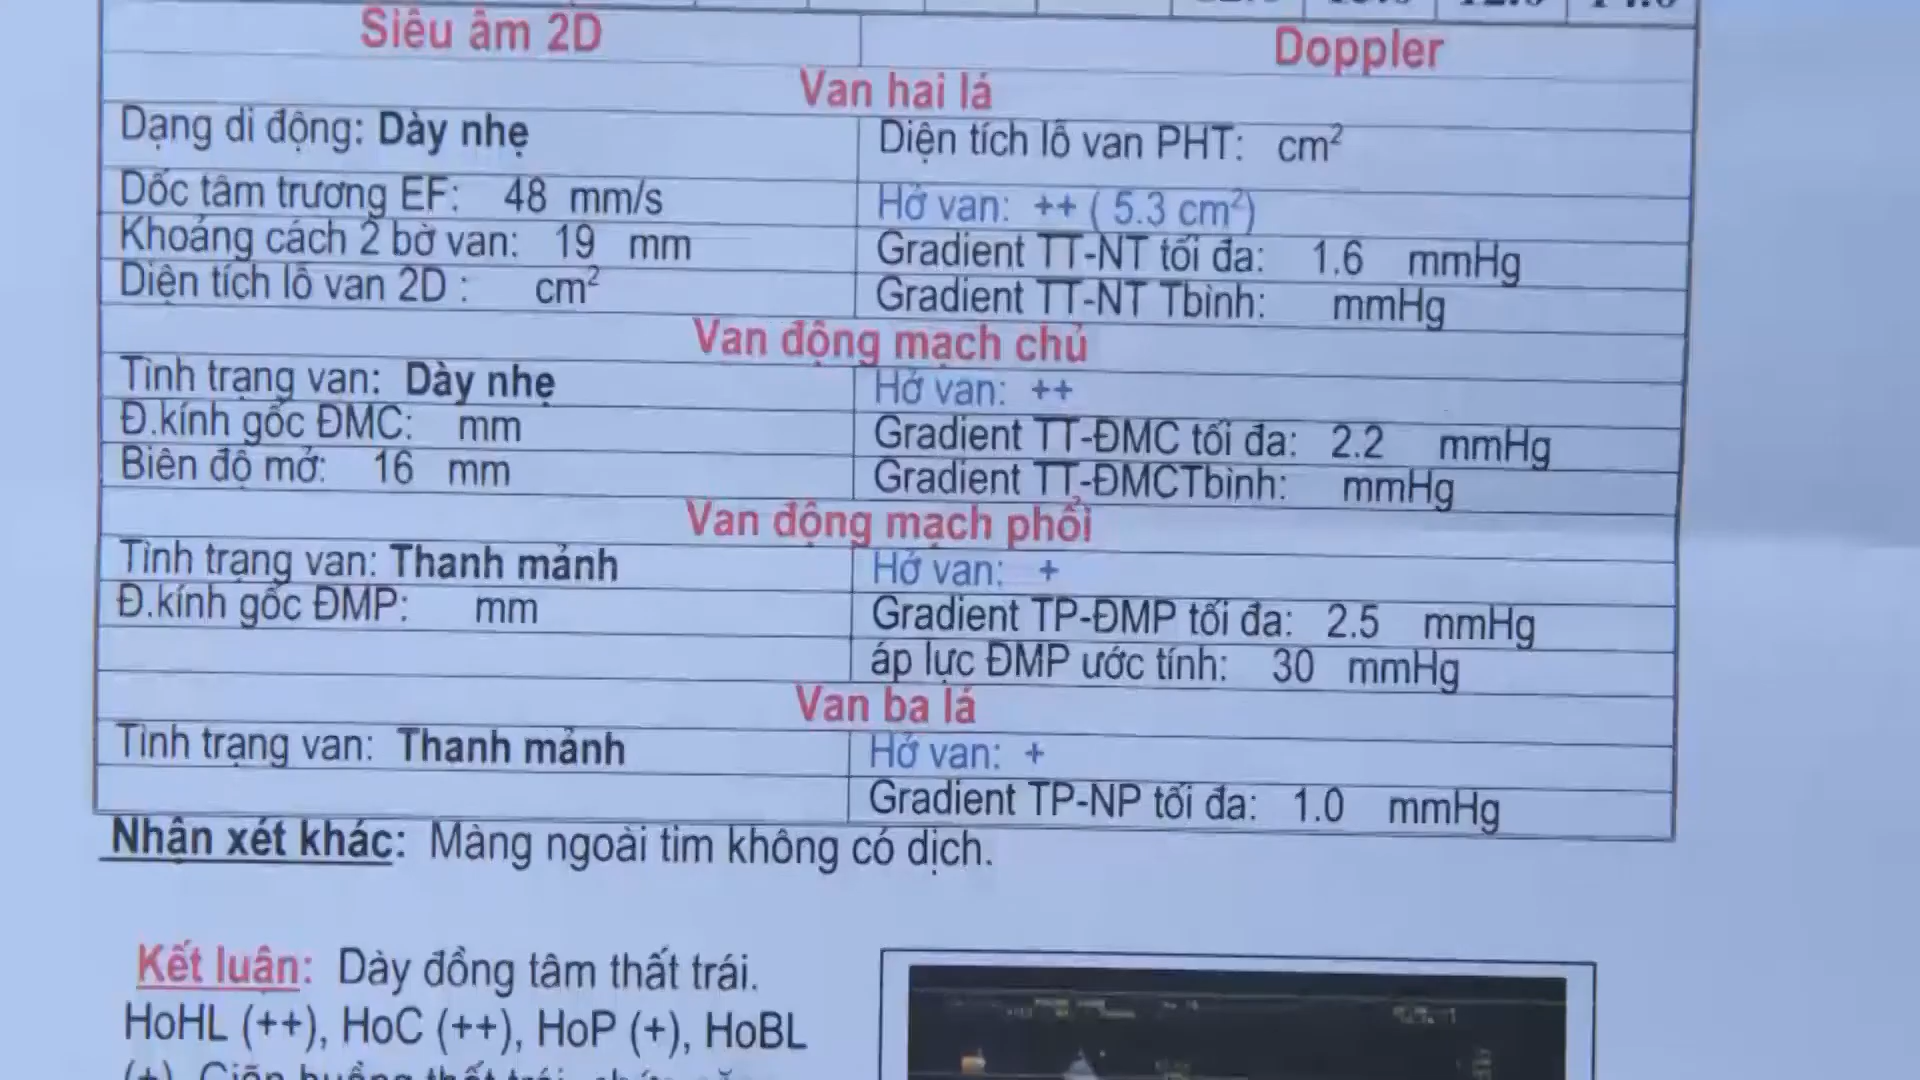 Siêu âm 2D Doppler
Van hai lá
Dạng di động: Dày nhẹ Diện tích lỗ van PHT: cm²
Dốc tâm trương EF: 48 mm/s Hở van: ++ ( 5.3 cm²)
Khoảng cách 2 bờ van: 19 mm Gradient TT-NT tối đa: 1.6 mmHg
Diện tích lỗ van 2D : cm² Gradient TT-NT Tbình: mmHg
Van động mạch chủ
Tình trạng van: Dày nhẹ Hở van: ++
Đ.kính gốc ĐMC: mm Gradient TT-ĐMC tối đa: 2.2 mmHg
Biên độ mở: 16 mm Gradient TT-ĐMCTbình: mmHg
Van động mạch phổi
Tình trạng van: Thanh mảnh Hở van: +
Đ.kính gốc ĐMP: mm Gradient TP-ĐMP tối đa: 2.5 mmHg
áp lực ĐMP ước tính: 30 mmHg
Van ba lá
Tình trạng van: Thanh mảnh Hở van: +
Gradient TP-NP tối đa: 1.0 mmHg
Nhận xét khác: Màng ngoài tim không có dịch.
Kết luận: Dày đồng tâm thất trái.
HoHL (++), HoC (++), HoP (+), HoBL
(+). Giãn buồng thất trái,